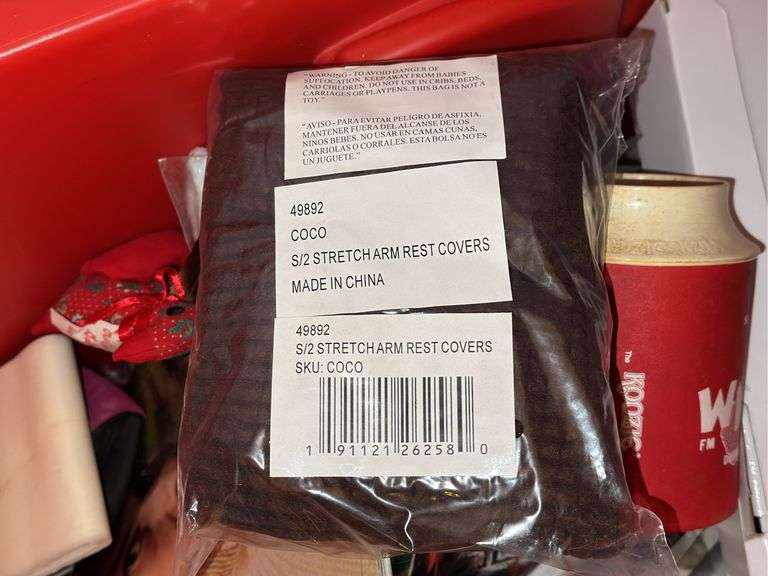 "WARNING - TO AVOID DANGER OF
SUFFOCATION, KEEP AWAY FROM BABIES
AND CHILDREN. DO NOT USE IN CRIBS, BEDS,
CARRIAGES OR PLAYPENS. THIS BAG IS NOT A
TOY."
"AVISO - PARA EVITAR PELIGRO DE ASFIXIA,
MANTENER FUERA DEL ALCANSE DE LOS
NINOS BEBES. NO USAR EN CAMAS CUNAS,
CARRIOLAS O CORRALES. ESTA BOLSA NO ES
UN JUGUETE."
49892
COCO
S/2 STRETCH ARM REST COVERS
MADE IN CHINA
49892
S/2 STRETCH ARM REST COVERS
SKU: COCO
1 91121 26258 0
The
KOOZIE
FM